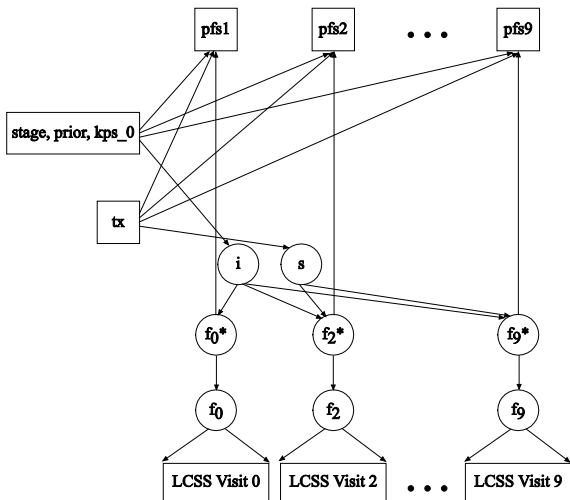 pfs1 pfs2 • • • pfs9
stage, prior, kps_0
tx
i s
f0* f2* f9*
f0 f2 f9
LCSS Visit 0 LCSS Visit 2 • • • LCSS Visit 9